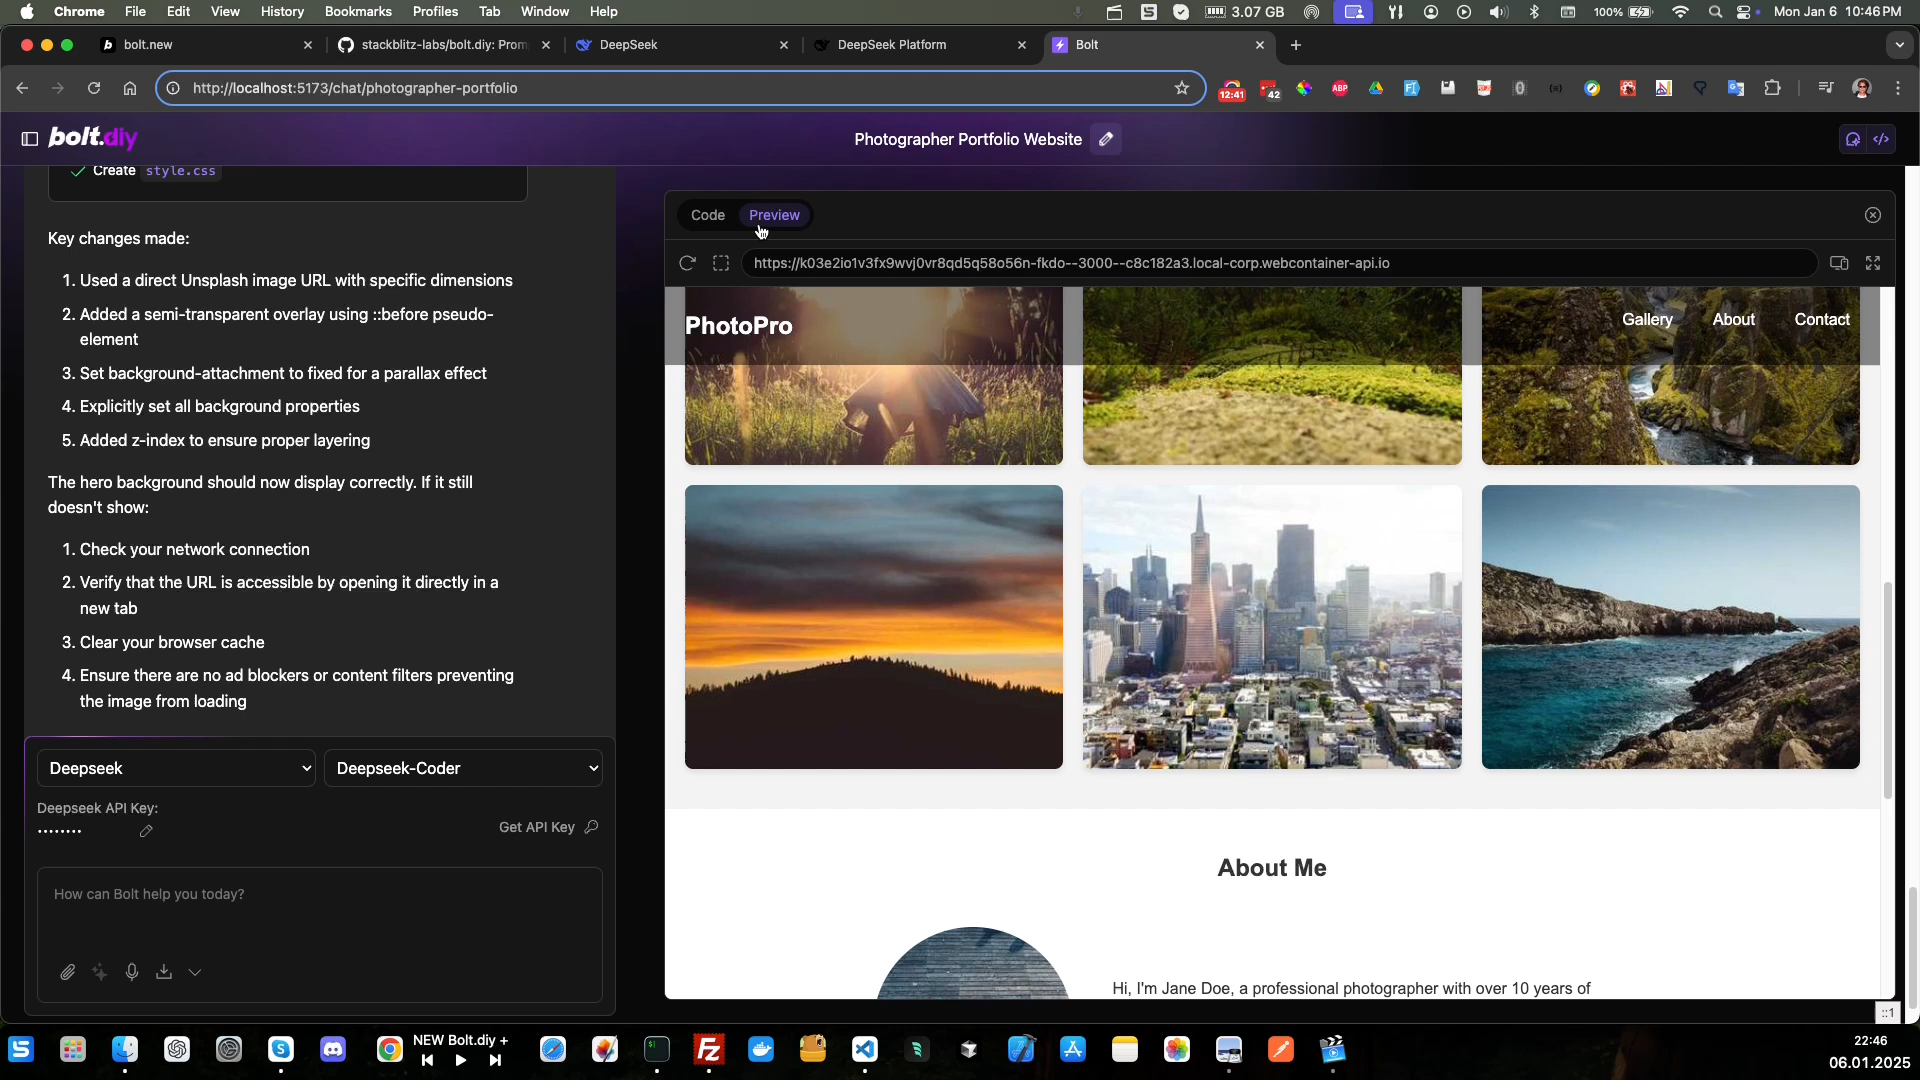 Chrome File Edit View History Bookmarks Profiles Tab Window Help 3.07 GB 100% Mon Jan 6 10:46 PM
bolt.new stackblitz-labs/bolt.diy: Prom DeepSeek DeepSeek Platform Bolt
http://localhost:5173/chat/photographer-portfolio 12:41 42 ABP
bolt.diy Photographer Portfolio Website
Create style.css
Code Preview
https://k03e2io1v3fx9wvj0vr8qd5q58o56n-fkdo--3000--c8c182a3.local-corp.webcontainer-api.io
Key changes made:
1. Used a direct Unsplash image URL with specific dimensions
2. Added a semi-transparent overlay using ::before pseudo-
element
3. Set background-attachment to fixed for a parallax effect
4. Explicitly set all background properties
5. Added z-index to ensure proper layering
The hero background should now display correctly. If it still
doesn't show:
1. Check your network connection
2. Verify that the URL is accessible by opening it directly in a
new tab
3. Clear your browser cache
4. Ensure there are no ad blockers or content filters preventing
the image from loading
Deepseek Deepseek-Coder
Deepseek API Key:
•••••••• Get API Key
How can Bolt help you today?
PhotoPro Gallery About Contact
About Me
Hi, I'm Jane Doe, a professional photographer with over 10 years of
::1
NEW Bolt.diy +
22:46
06.01.2025